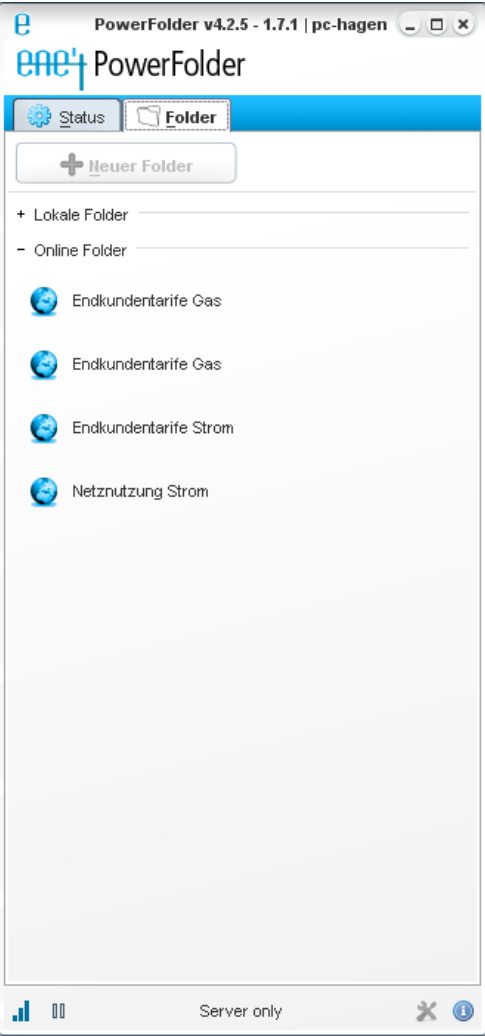 e PowerFolder v4.2.5 - 1.7.1 | pc-hagen
ene't PowerFolder
Status Folder
Neuer Folder
+ Lokale Folder
- Online Folder
Endkundentarife Gas
Endkundentarife Gas
Endkundentarife Strom
Netznutzung Strom
Server only